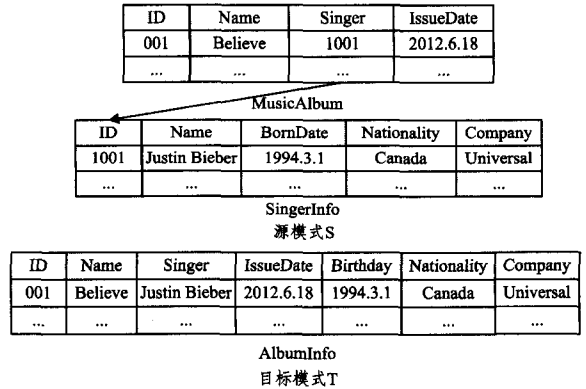 ID Name Singer IssueDate
001 Believe 1001 2012.6.18
... ... ... ...
MusicAlbum
ID Name BornDate Nationality Company
1001 Justin Bieber 1994.3.1 Canada Universal
... ... ... ... ...
SingerInfo
源模式S
ID Name Singer IssueDate Birthday Nationality Company
001 Believe Justin Bieber 2012.6.18 1994.3.1 Canada Universal
... ... ... ... ... ... ...
AlbumInfo
目标模式T